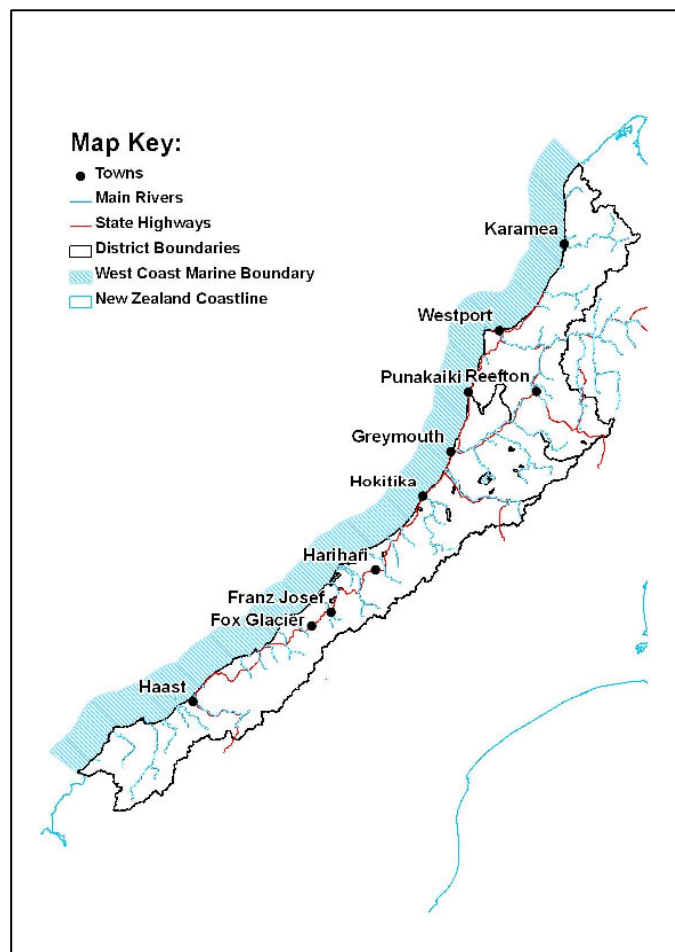 Map Key:
Towns
Main Rivers
State Highways
District Boundaries
West Coast Marine Boundary
New Zealand Coastline
Karamea
Westport
Punakaiki Reefton
Greymouth
Hokitika
Harihari
Franz Josef
Fox Glacier
Haast